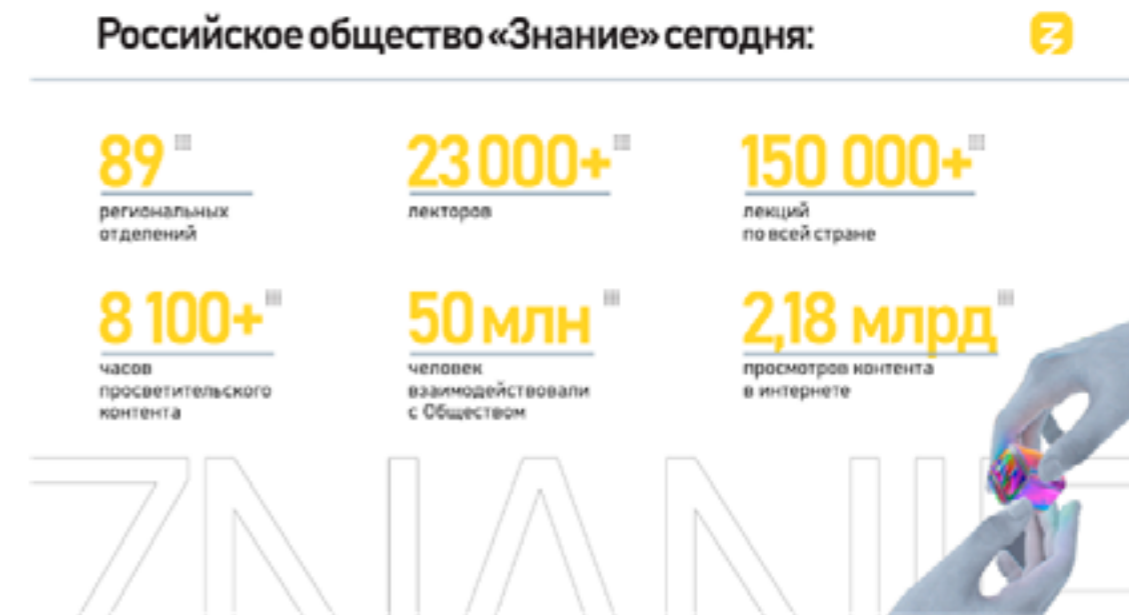 Российское общество «Знание» сегодня:
89
региональных
отделений
23 000+
лекторов
150 000+
лекций
по всей стране
8 100+
часов
просветительского
контента
50 млн
человек
взаимодействовали
с Обществом
2,18 млрд
просмотров контента
в интернете
ZNANIE